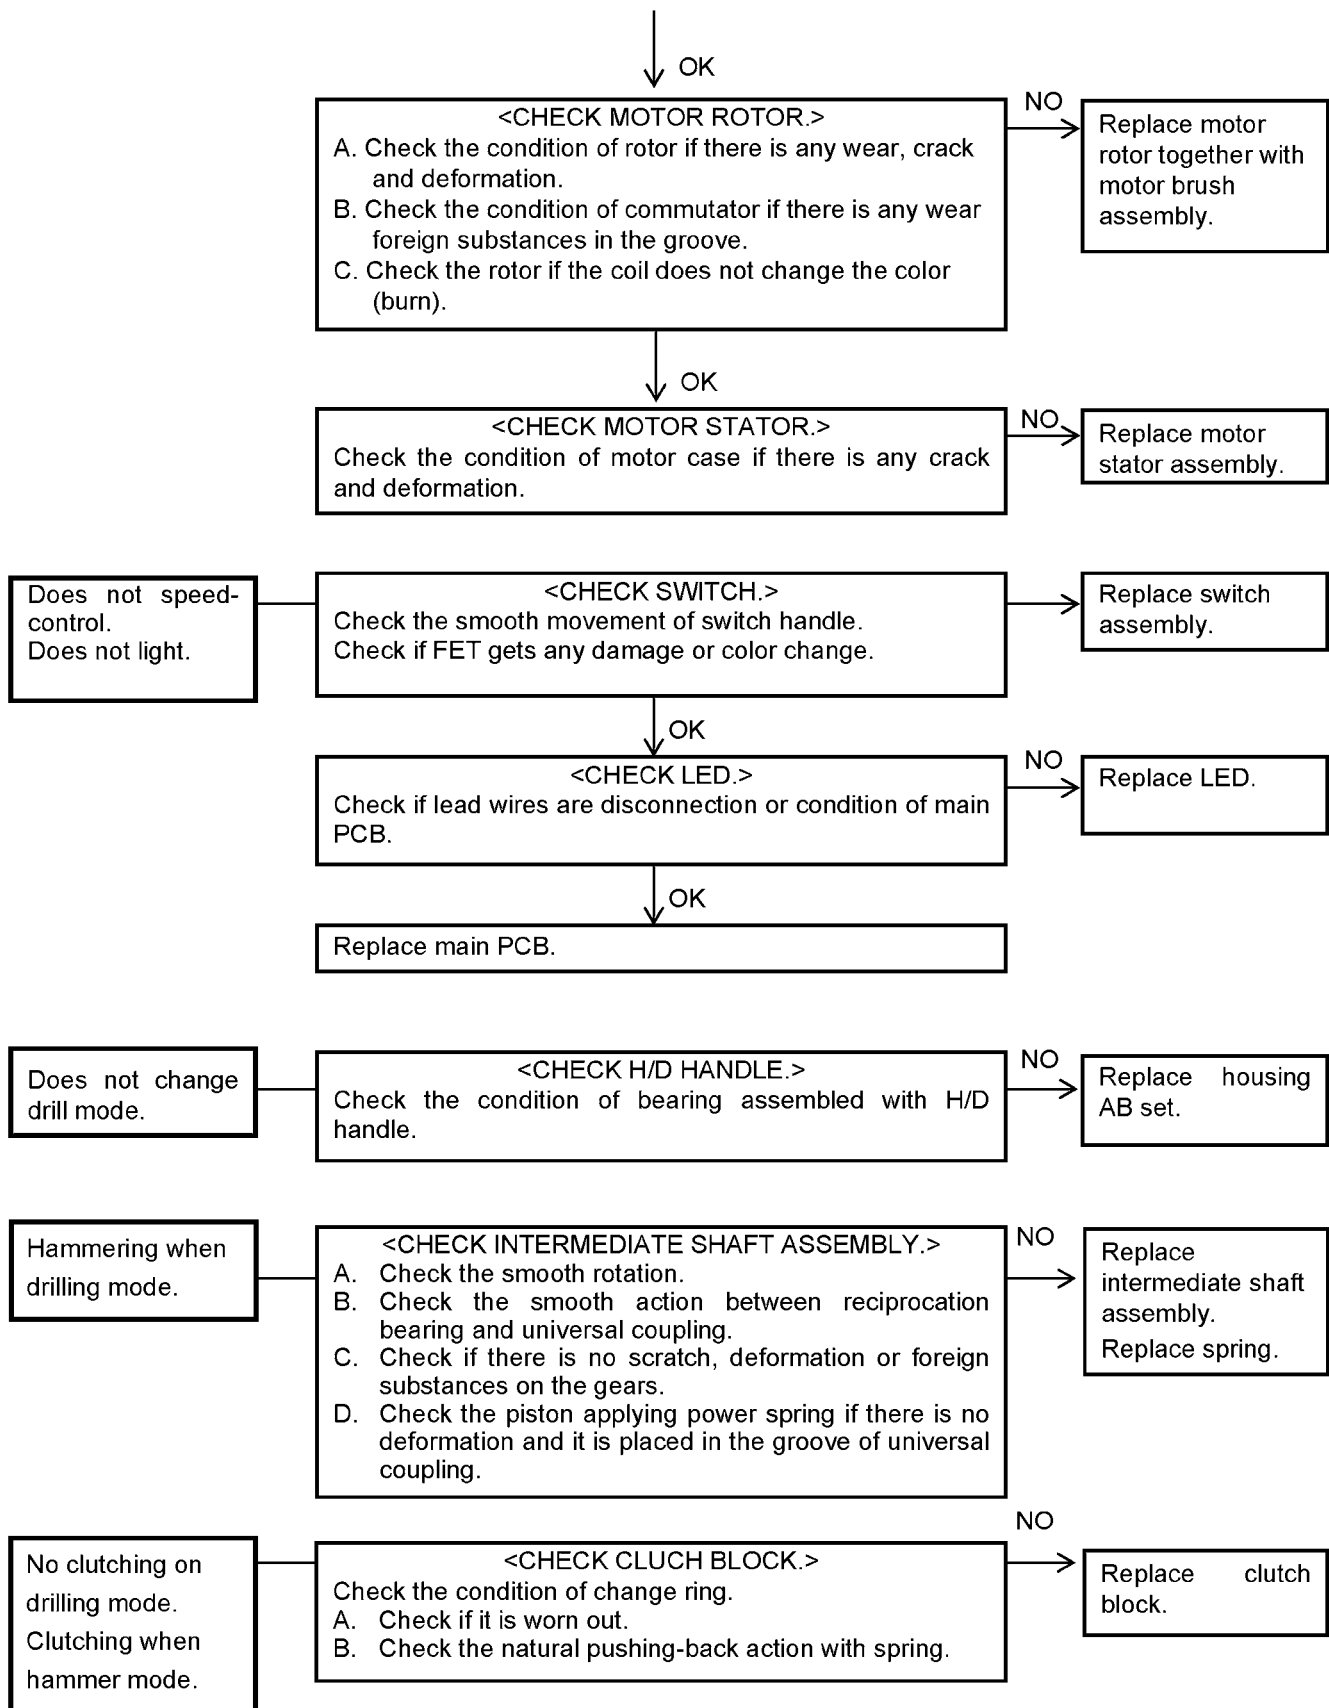 OK
<CHECK MOTOR ROTOR.>
A. Check the condition of rotor if there is any wear, crack
and deformation.
B. Check the condition of commutator if there is any wear
foreign substances in the groove.
C. Check the rotor if the coil does not change the color
(burn).
NO
Replace motor
rotor together with
motor brush
assembly.
OK
<CHECK MOTOR STATOR.>
Check the condition of motor case if there is any crack
and deformation.
NO
Replace motor
stator assembly.
Does not speed-
control.
Does not light.
<CHECK SWITCH.>
Check the smooth movement of switch handle.
Check if FET gets any damage or color change.
Replace switch
assembly.
OK
<CHECK LED.>
Check if lead wires are disconnection or condition of main
PCB.
NO
Replace LED.
OK
Replace main PCB.
Does not change
drill mode.
<CHECK H/D HANDLE.>
Check the condition of bearing assembled with H/D
handle.
NO
Replace housing
AB set.
Hammering when
drilling mode.
<CHECK INTERMEDIATE SHAFT ASSEMBLY.>
A. Check the smooth rotation.
B. Check the smooth action between reciprocation
bearing and universal coupling.
C. Check if there is no scratch, deformation or foreign
substances on the gears.
D. Check the piston applying power spring if there is no
deformation and it is placed in the groove of universal
coupling.
NO
Replace
intermediate shaft
assembly.
Replace spring.
No clutching on
drilling mode.
Clutching when
hammer mode.
<CHECK CLUCH BLOCK.>
Check the condition of change ring.
A. Check if it is worn out.
B. Check the natural pushing-back action with spring.
NO
Replace clutch
block.